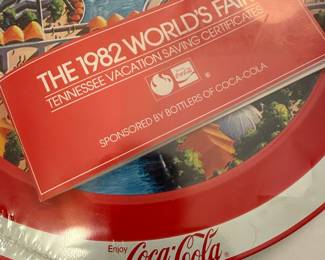 THE 1982 WORLD'S FAIR
TENNESSEE VACATION SAVING CERTIFICATES
®
SPONSORED BY BOTTLERS OF COCA-COLA
Enjoy
Coca-Cola